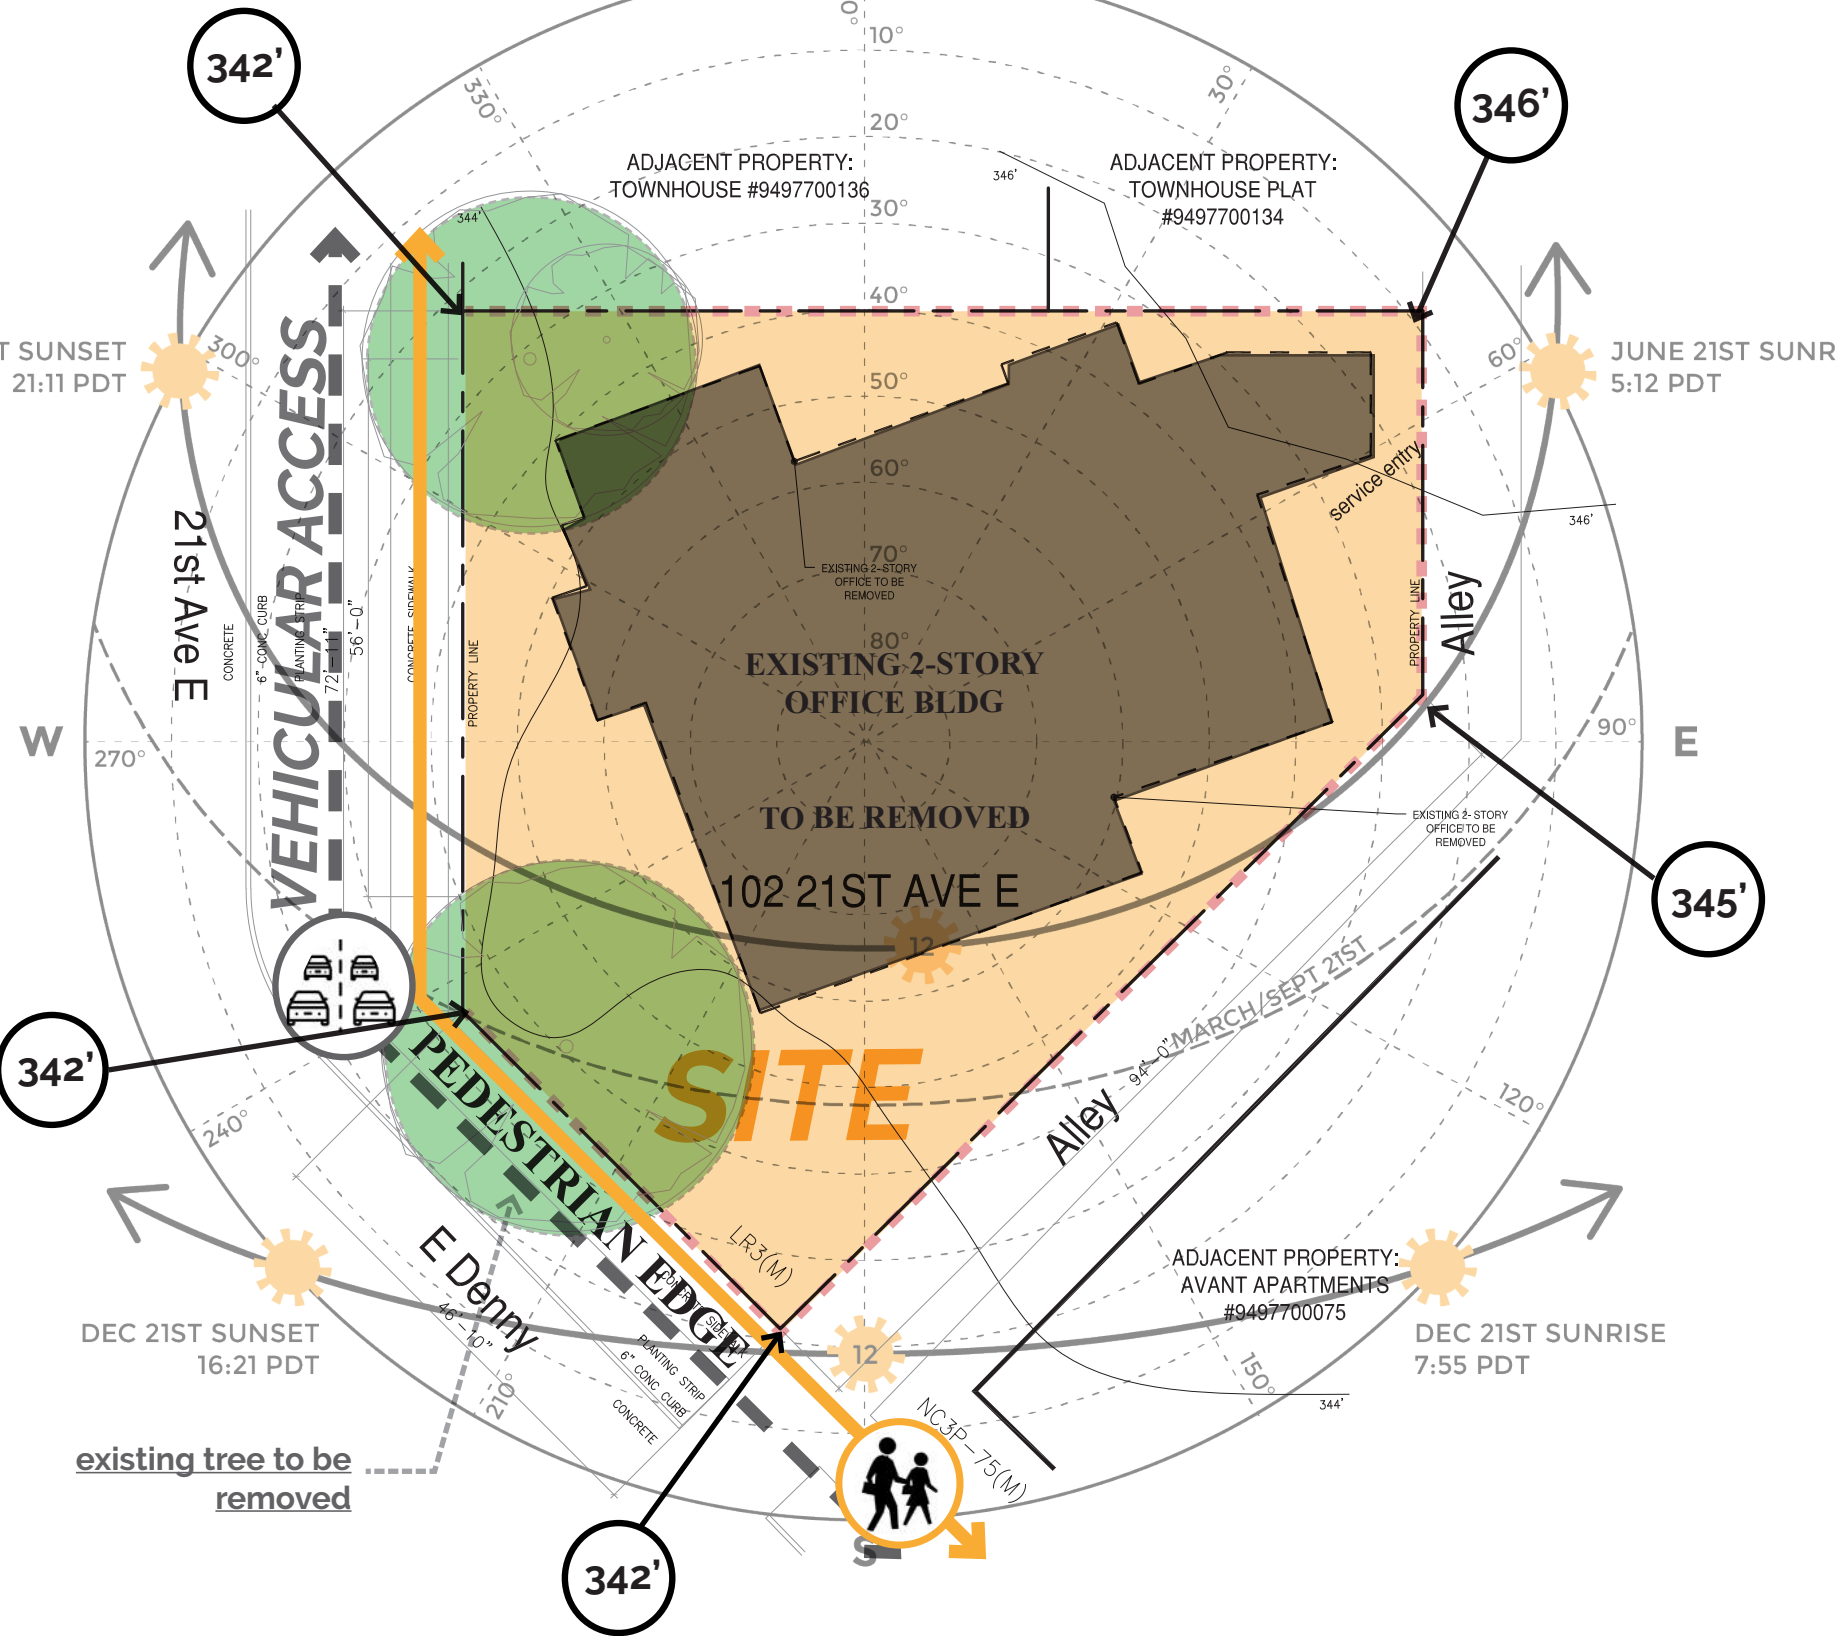 0°
10°
342'
346'
330°
30°
20°
ADJACENT PROPERTY:
TOWNHOUSE #9497700136
346'
ADJACENT PROPERTY:
TOWNHOUSE PLAT
#9497700134
344'
30°
40°
T SUNSET
21:11 PDT
300°
60°
JUNE 21ST SUNR
5:12 PDT
50°
60°
service entry
346'
70°
EXISTING 2-STORY
OFFICE TO BE
REMOVED
21st Ave E
CONCRETE
6" CONC. CURB
VEHICULAR ACCESS
PLANTING STRIP
72'-11"
56'-0"
CONCRETE SIDEWALK
PROPERTY LINE
80°
EXISTING 2-STORY
OFFICE BLDG
TO BE REMOVED
102 21ST AVE E
PROPERTY LINE
Alley
W
270°
90°
E
EXISTING 2-STORY
OFFICE TO BE
REMOVED
345'
12
MARCH/SEPT 21ST
94'-0"
Alley
342'
PEDESTRIAN EDGE
SITE
240°
120°
LR3(M)
E Denny
46'-10"
CONCRETE SIDEWALK
PLANTING STRIP
6" CONC. CURB
CONCRETE
ADJACENT PROPERTY:
AVANT APARTMENTS
#9497700075
DEC 21ST SUNSET
16:21 PDT
12
DEC 21ST SUNRISE
7:55 PDT
210°
150°
344'
NC3P-75(M)
existing tree to be
removed
S
342'